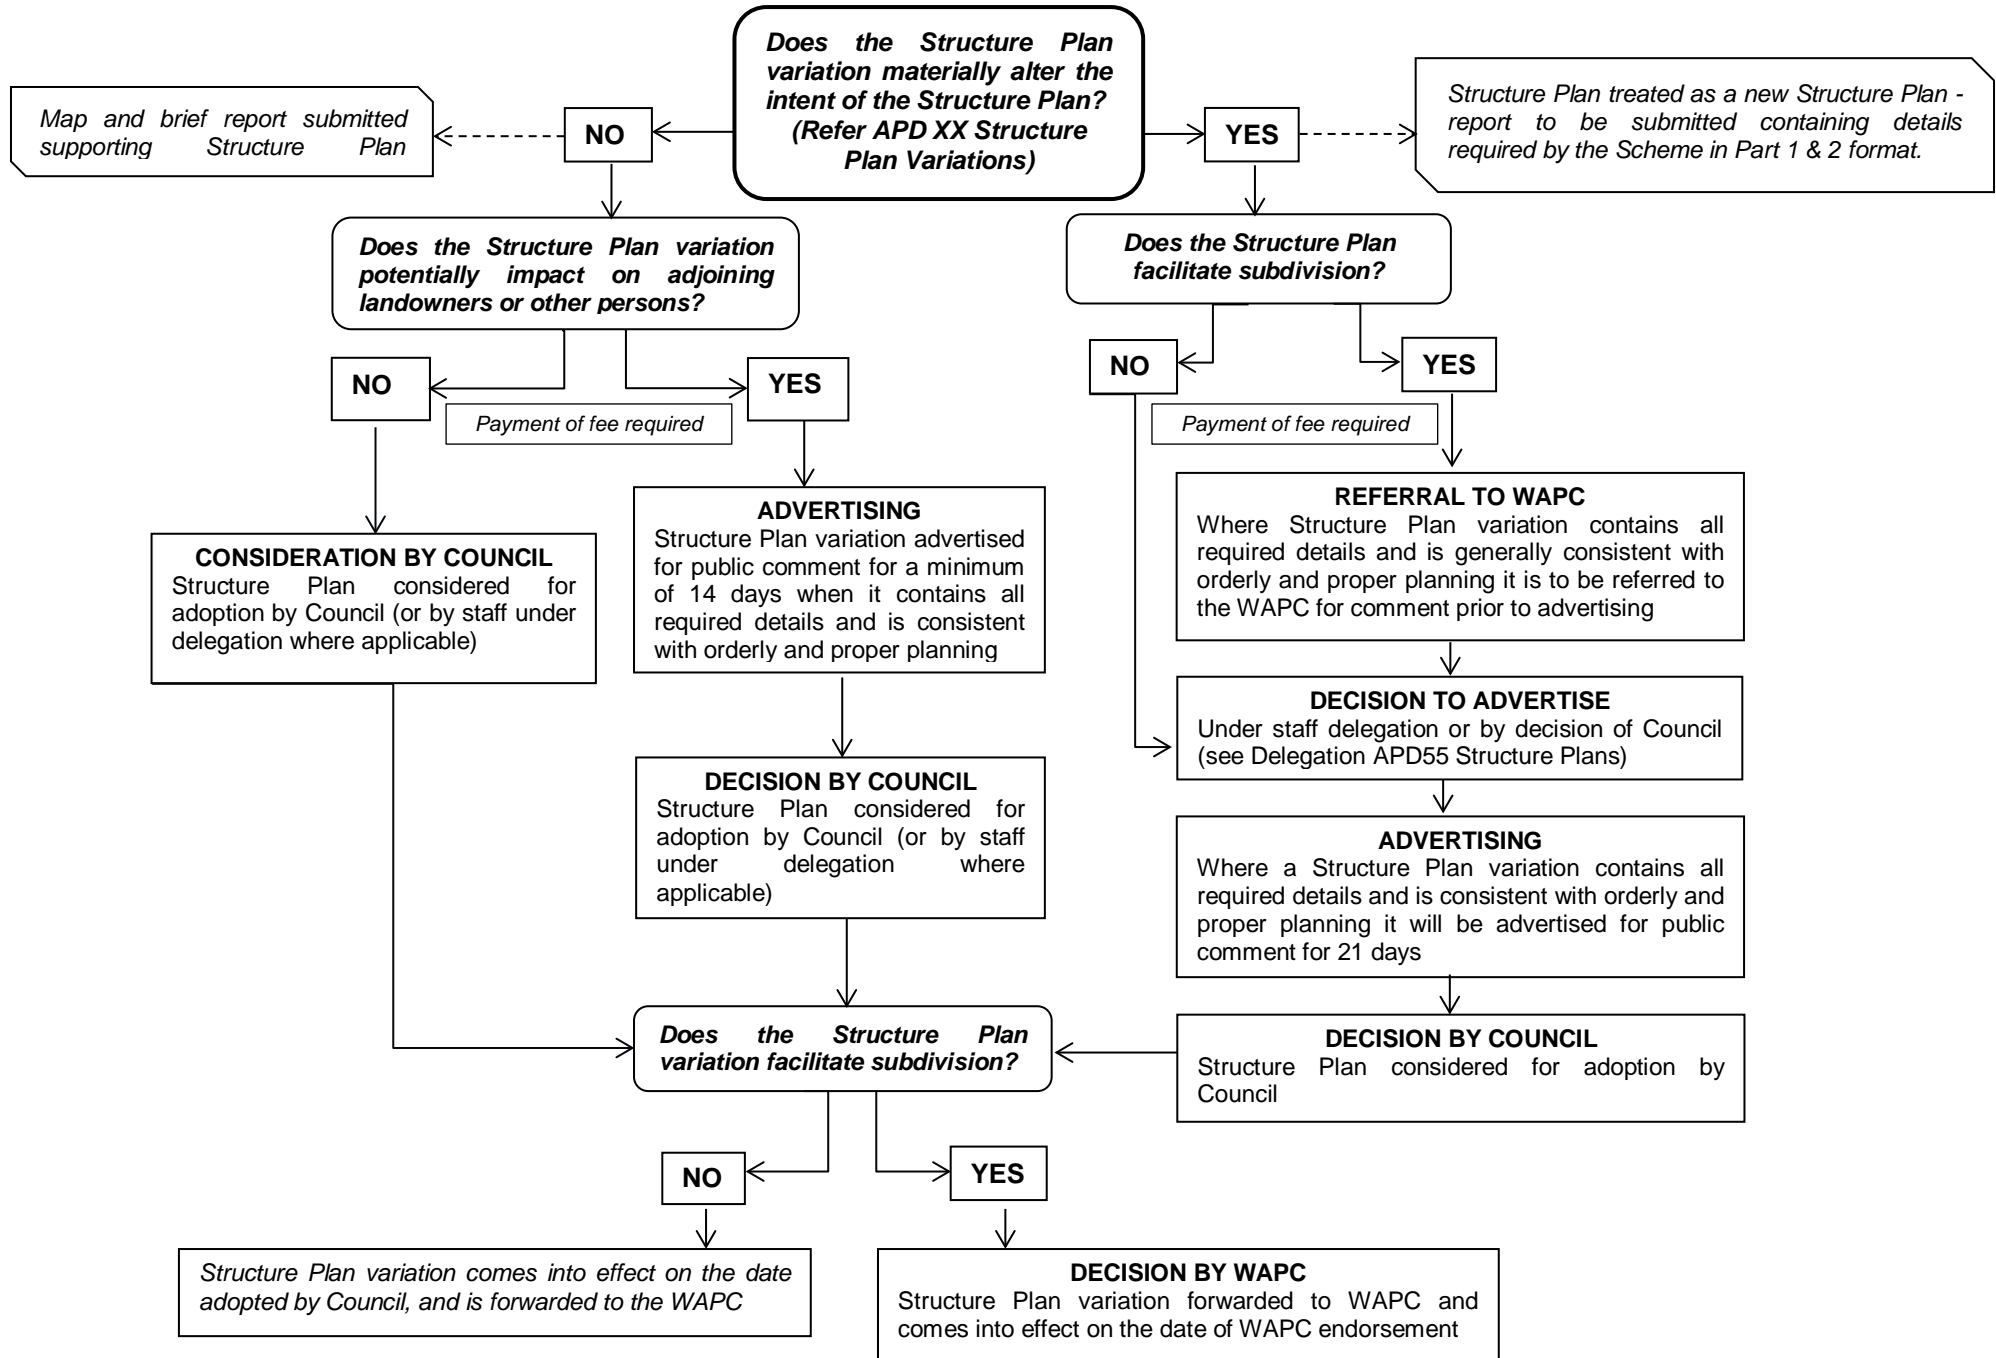 Does the Structure Plan
variation materially alter the
intent of the Structure Plan?
(Refer APD XX Structure
Plan Variations)
Map and brief report submitted
supporting Structure Plan
NO
YES
Structure Plan treated as a new Structure Plan -
report to be submitted containing details
required by the Scheme in Part 1 & 2 format.
Does the Structure Plan variation
potentially impact on adjoining
landowners or other persons?
Does the Structure Plan
facilitate subdivision?
NO
YES
Payment of fee required
NO
YES
Payment of fee required
CONSIDERATION BY COUNCIL
Structure Plan considered for
adoption by Council (or by staff under
delegation where applicable)
ADVERTISING
Structure Plan variation advertised
for public comment for a minimum
of 14 days when it contains all
required details and is consistent
with orderly and proper planning
REFERRAL TO WAPC
Where Structure Plan variation contains all
required details and is generally consistent with
orderly and proper planning it is to be referred to
the WAPC for comment prior to advertising
DECISION TO ADVERTISE
Under staff delegation or by decision of Council
(see Delegation APD55 Structure Plans)
DECISION BY COUNCIL
Structure Plan considered for
adoption by Council (or by staff
under delegation where
applicable)
ADVERTISING
Where a Structure Plan variation contains all
required details and is consistent with orderly and
proper planning it will be advertised for public
comment for 21 days
DECISION BY COUNCIL
Structure Plan considered for adoption by
Council
Does the Structure Plan
variation facilitate subdivision?
NO
YES
Structure Plan variation comes into effect on the date
adopted by Council, and is forwarded to the WAPC
DECISION BY WAPC
Structure Plan variation forwarded to WAPC and
comes into effect on the date of WAPC endorsement